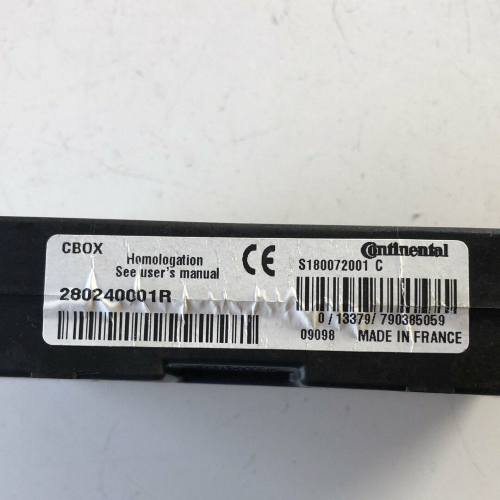 CBOX
Homologation
See user's manual
CE
280240001R
Continental
S180072001 C
0 / 13379/ 790385059
09098 MADE IN FRANCE